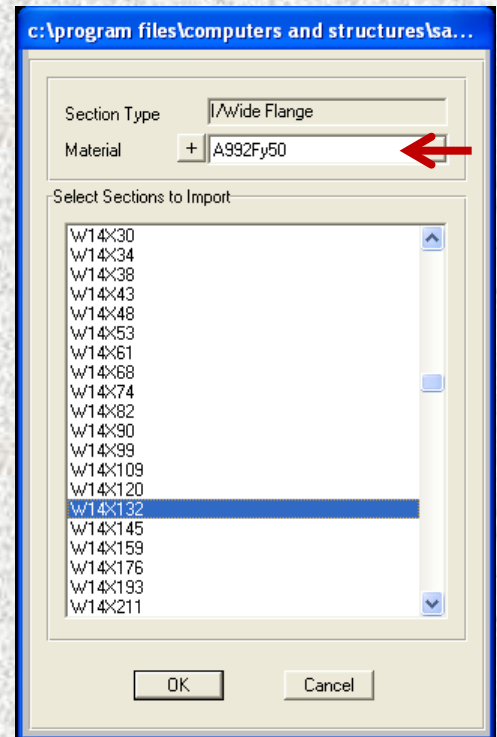 c:\program files\computers and structures\sa...
Section Type I/Wide Flange
Material + A992Fy50
Select Sections to Import
W14X30
W14X34
W14X38
W14X43
W14X48
W14X53
W14X61
W14X68
W14X74
W14X82
W14X90
W14X99
W14X109
W14X120
W14X132
W14X145
W14X159
W14X176
W14X193
W14X211
OK Cancel